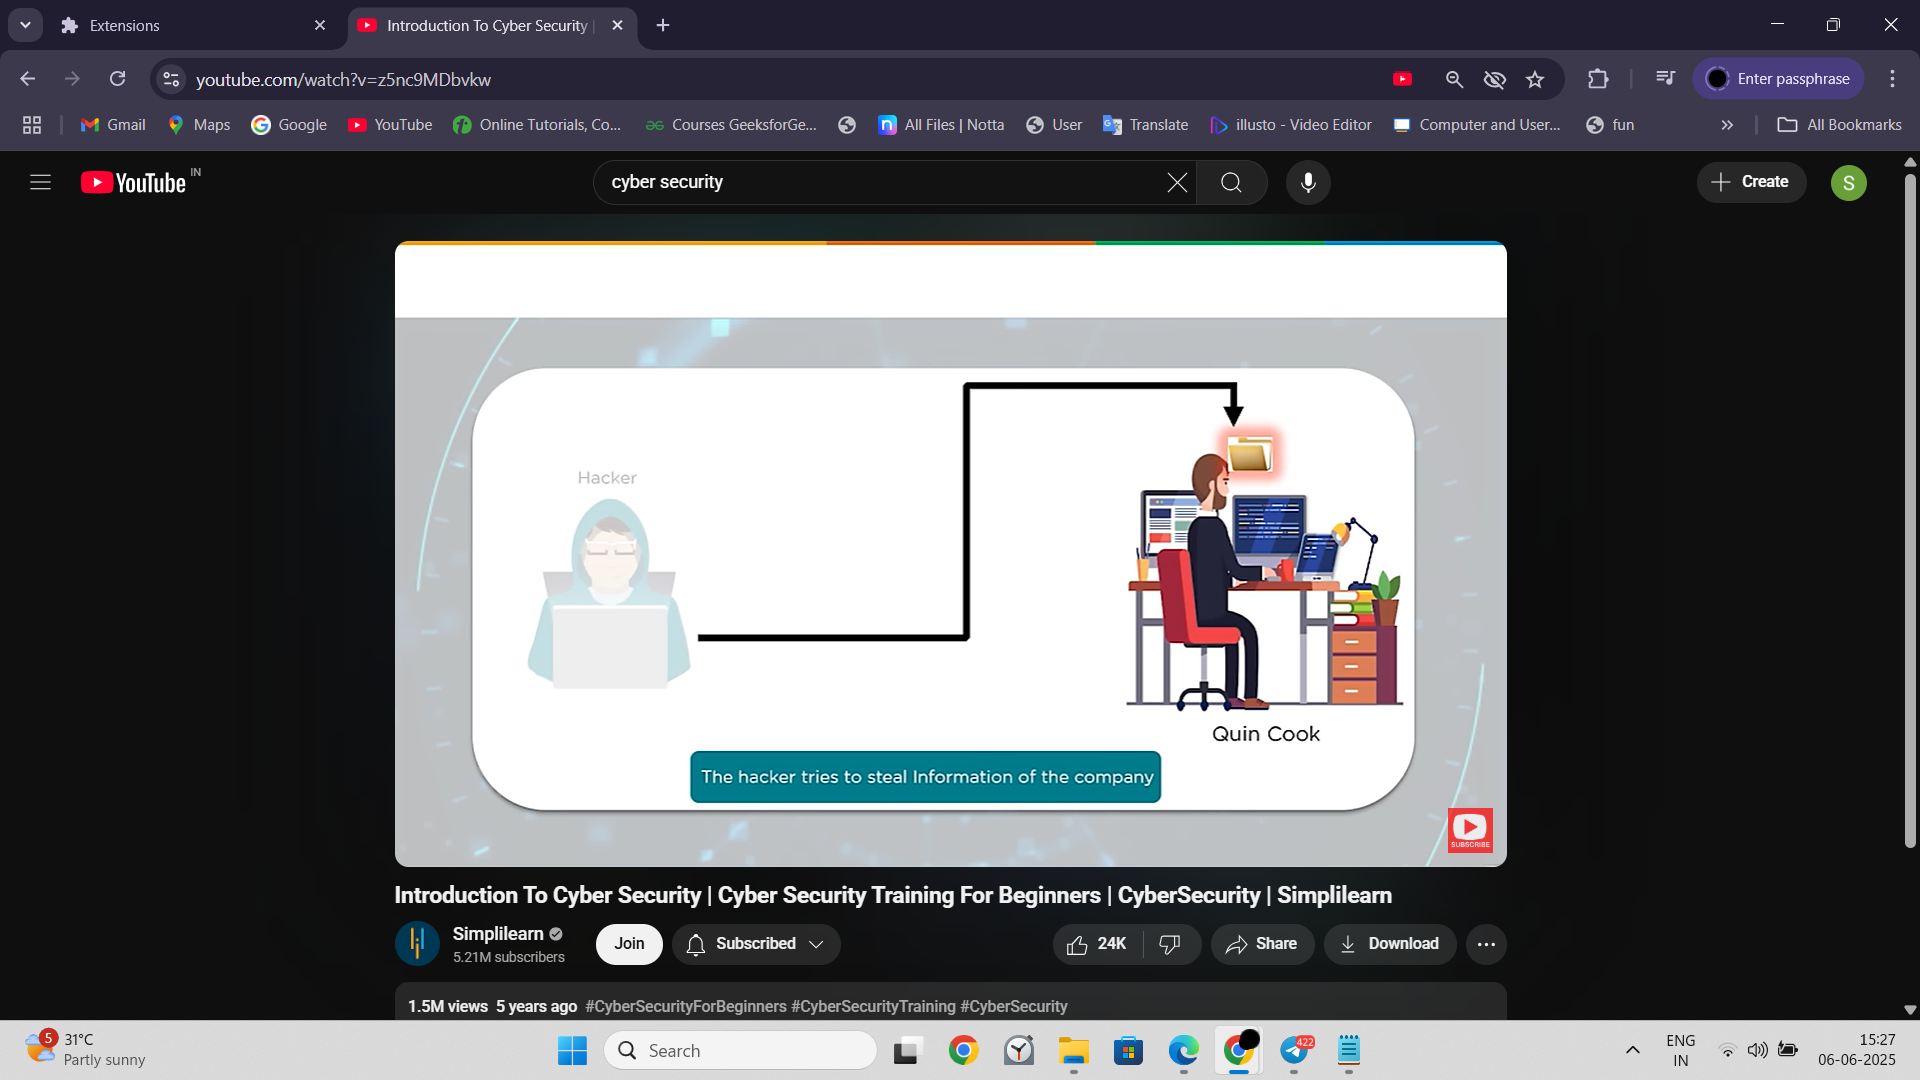 Extensions
Introduction To Cyber Security |
youtube.com/watch?v=z5nc9MDbvkw
Enter passphrase
Gmail
Maps
Google
YouTube
Online Tutorials, Co...
Courses GeeksforGe...
All Files | Notta
User
Translate
illusto - Video Editor
Computer and User...
fun
All Bookmarks
YouTube IN
cyber security
Create
S
Hacker
Quin Cook
The hacker tries to steal Information of the company
SUBSCRIBE
Introduction To Cyber Security | Cyber Security Training For Beginners | CyberSecurity | Simplilearn
Simplilearn
5.21M subscribers
Join
Subscribed
24K
Share
Download
1.5M views 5 years ago #CyberSecurityForBeginners #CyberSecurityTraining #CyberSecurity
5
31°C
Partly sunny
Search
422
ENG
IN
15:27
06-06-2025